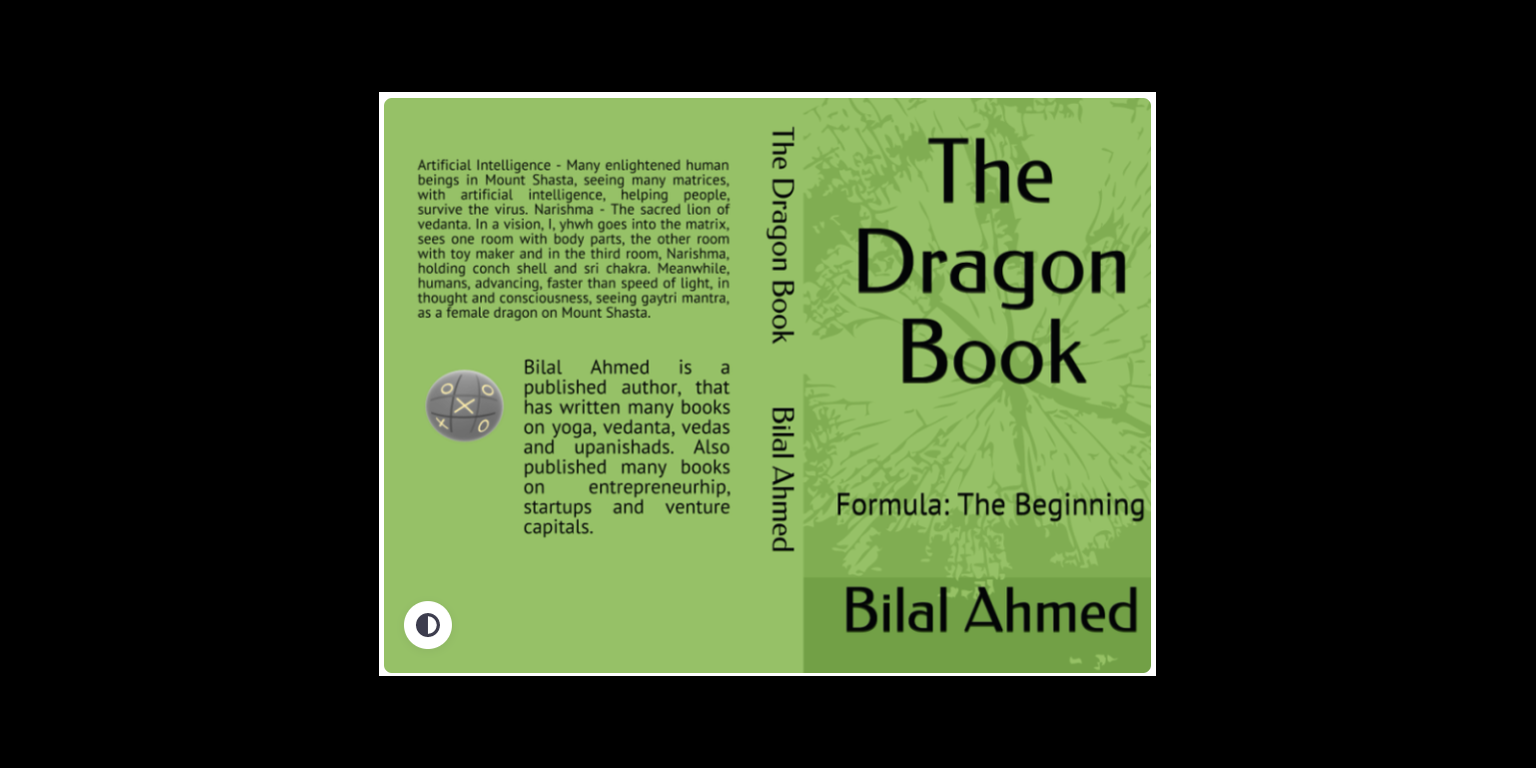 Artificial Intelligence - Many enlightened human
beings in Mount Shasta, seeing many matrices,
with artificial intelligence, helping people,
survive the virus. Narishma - The sacred lion of
vedanta. In a vision, I, yhwh goes into the matrix,
sees one room with body parts, the other room
with toy maker and in the third room, Narishma,
holding conch shell and sri chakra. Meanwhile,
humans, advancing, faster than speed of light, in
thought and consciousness, seeing gaytri mantra,
as a female dragon on Mount Shasta.
Bilal Ahmed is a
published author, that
has written many books
on yoga, vedanta, vedas
and upanishads. Also
published many books
on entrepreneurhip,
startups and venture
capitals.
The Dragon Book
Bilal Ahmed
The
Dragon
Book
Formula: The Beginning
Bilal Ahmed